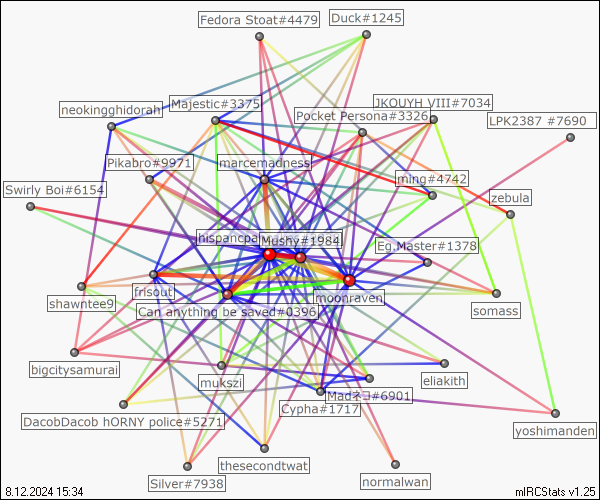 Fedora Stoat#4479
Duck#1245
neokingghidorah
Majestic#3375
JKOUYH VIII#7034
Pocket Persona#3326
LPK2387 #7690
Pikabro#9971
marcemadness
ming#4742
Swirly Boi#6154
zebula
hispancpa
Mushy#1984
Eg.Master#1378
shawntee9
frisout
moonraven
somass
Can anything be saved#0396
bigcitysamurai
mukszi
eliakith
Madネヨ#6901
Cypha#1717
DacobDacob hORNY police#5271
yoshimanden
Silver#7938
thesecondtwat
normalwan
8.12.2024 15:34
mIRCStats v1.25